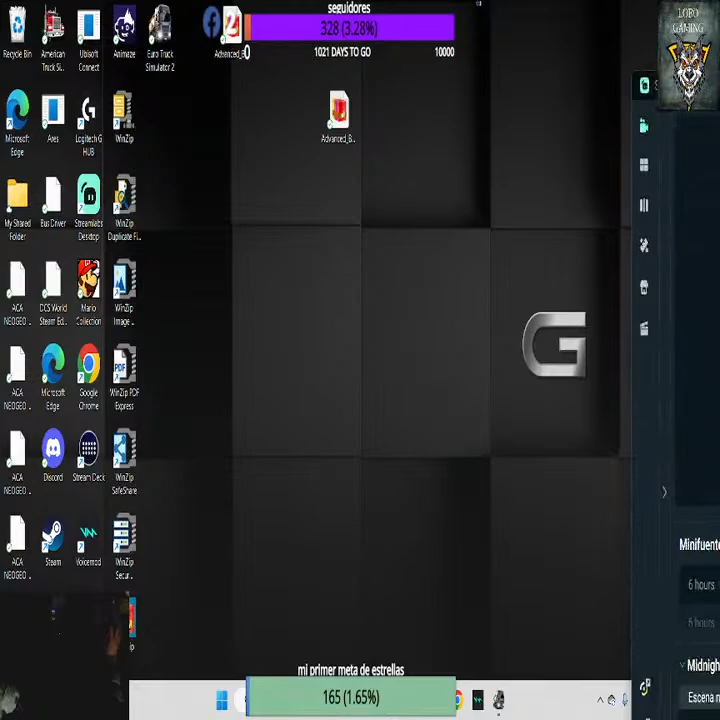 seguidores
328 (3.28%)
0
1021 DAYS TO GO
10000
LOBO
GAMING
Recycle Bin
American
Truck Si...
Ubisoft
Connect
Animaze
Euro Truck
Simulator 2
Microsoft
Edge
Ares
Logitech G
HUB
WinZip
Advanced_B...
My Shared
Folder
Bus Driver
Streamlabs
Desktop
WinZip
Duplicate Fi...
ACA
NEOGEO ...
DCS World
Steam Ed...
Mario
Collection
WinZip
Image ...
G
ACA
NEOGEO ...
Microsoft
Edge
Google
Chrome
WinZip PDF
Express
ACA
NEOGEO ...
Discord
Stream Deck
WinZip
SafeShare
ACA
NEOGEO ...
Steam
Voicemod
WinZip
Secur...
Minifuente
6 hours
6 hours
Midnigh
Escena n
mi primer meta de estrellas
165 (1.65%)